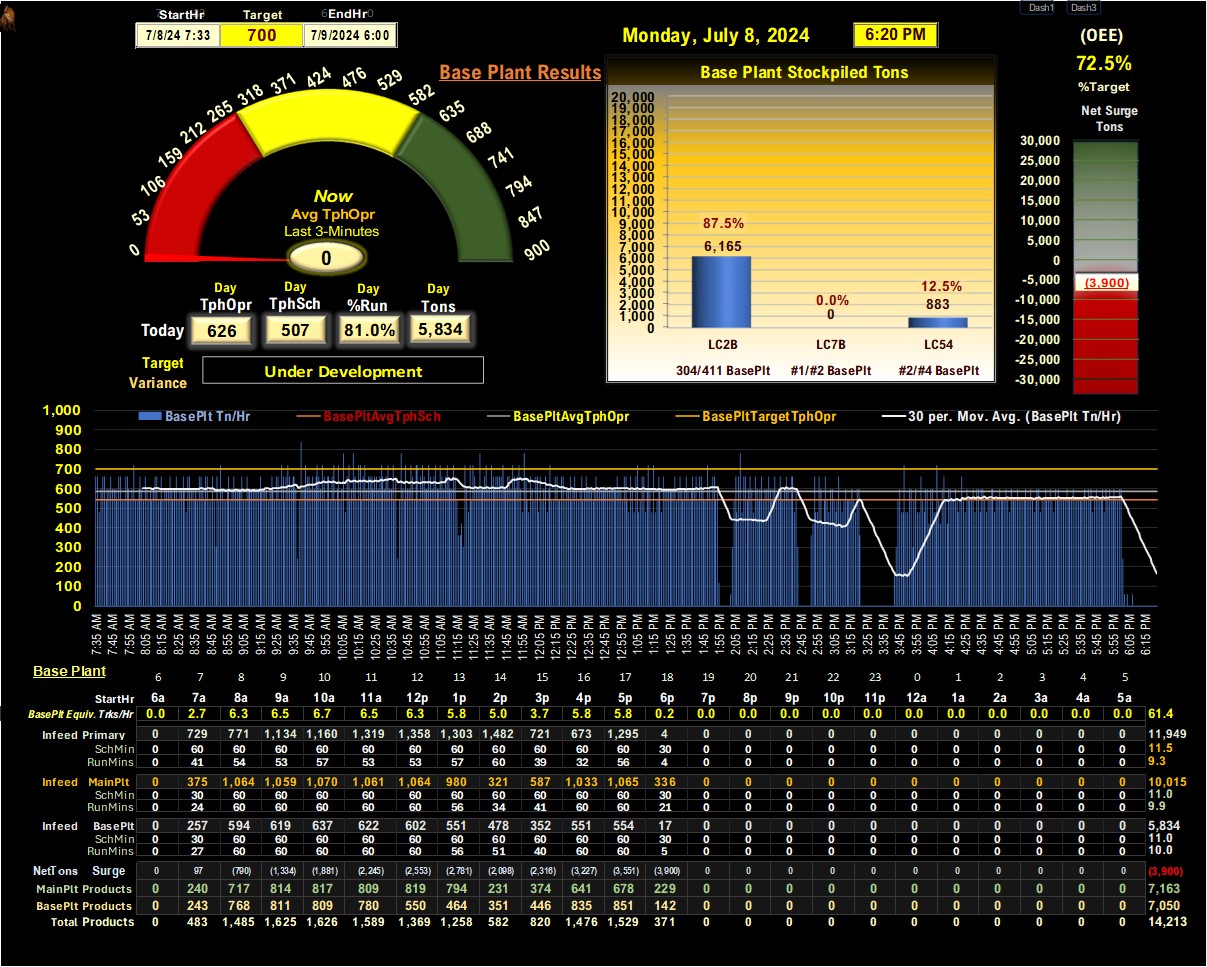 Dash1 Dash3
StartHr Target EndHr
7/8/24 7:33 700 7/9/2024 6:00
Monday, July 8, 2024 6:20 PM
(OEE)
72.5%
%Target
Net Surge
Tons
Base Plant Results
0 53 106 159 212 265 318 371 424 476 529 582 635 688 741 794 847 900
Now
Avg TphOpr
Last 3-Minutes
0
Day Day Day Day
TphOpr TphSch %Run Tons
Today 626 507 81.0% 5,834
Target
Variance
Under Development
Base Plant Stockpiled Tons
20,000
19,000
18,000
17,000
16,000
15,000
14,000
13,000
12,000
11,000
10,000
9,000
8,000
7,000
6,000
5,000
4,000
3,000
2,000
1,000
0
87.5%
6,165
0.0%
0
12.5%
883
LC2B LC7B LC54
304/411 BasePlt #1/#2 BasePlt #2/#4 BasePlt
30,000
25,000
20,000
15,000
10,000
5,000
0
-5,000
-10,000
-15,000
-20,000
-25,000
-30,000
(3,900)
BasePlt Tn/Hr BasePltAvgTphSch BasePltAvgTphOpr BasePltTargetTphOpr 30 per. Mov. Avg. (BasePlt Tn/Hr)
1,000
900
800
700
600
500
400
300
200
100
0
7:35 AM 7:45 AM 7:55 AM 8:05 AM 8:15 AM 8:25 AM 8:35 AM 8:45 AM 8:55 AM 9:05 AM 9:15 AM 9:25 AM 9:35 AM 9:45 AM 9:55 AM 10:05 AM 10:15 AM 10:25 AM 10:35 AM 10:45 AM 10:55 AM 11:05 AM 11:15 AM 11:25 AM 11:35 AM 11:45 AM 11:55 AM 12:05 PM 12:15 PM 12:25 PM 12:35 PM 12:45 PM 12:55 PM 1:05 PM 1:15 PM 1:25 PM 1:35 PM 1:45 PM 1:55 PM 2:05 PM 2:15 PM 2:25 PM 2:35 PM 2:45 PM 2:55 PM 3:05 PM 3:15 PM 3:25 PM 3:35 PM 3:45 PM 3:55 PM 4:05 PM 4:15 PM 4:25 PM 4:35 PM 4:45 PM 4:55 PM 5:05 PM 5:15 PM 5:25 PM 5:35 PM 5:45 PM 5:55 PM 6:05 PM 6:15 PM
Base Plant
6 7 8 9 10 11 12 13 14 15 16 17 18 19 20 21 22 23 0 1 2 3 4 5
StartHr 6a 7a 8a 9a 10a 11a 12p 1p 2p 3p 4p 5p 6p 7p 8p 9p 10p 11p 12a 1a 2a 3a 4a 5a
BasePlt Equiv. Trks/Hr 0.0 2.7 6.3 6.5 6.7 6.5 6.3 5.8 5.0 3.7 5.8 5.8 0.2 0.0 0.0 0.0 0.0 0.0 0.0 0.0 0.0 0.0 0.0 0.0 61.4
Infeed Primary 0 729 771 1,134 1,160 1,319 1,358 1,303 1,482 721 673 1,295 4 0 0 0 0 0 0 0 0 0 0 0 11,949
SchMin 0 60 60 60 60 60 60 60 60 60 60 60 30 0 0 0 0 0 0 0 0 0 0 0 11.5
RunMins 0 41 54 53 57 53 53 57 60 39 32 56 4 0 0 0 0 0 0 0 0 0 0 0 9.3
Infeed MainPlt 0 375 1,064 1,059 1,070 1,061 1,064 980 321 587 1,033 1,065 336 0 0 0 0 0 0 0 0 0 0 0 10,015
SchMin 0 30 60 60 60 60 60 60 60 60 60 60 30 0 0 0 0 0 0 0 0 0 0 0 11.0
RunMins 0 24 60 60 60 60 60 56 34 41 60 60 21 0 0 0 0 0 0 0 0 0 0 0 9.9
Infeed BasePlt 0 257 594 619 637 622 602 551 478 352 551 554 17 0 0 0 0 0 0 0 0 0 0 0 5,834
SchMin 0 30 60 60 60 60 60 60 60 60 60 60 30 0 0 0 0 0 0 0 0 0 0 0 11.0
RunMins 0 27 60 60 60 60 60 56 51 40 60 60 5 0 0 0 0 0 0 0 0 0 0 0 10.0
NetTons Surge 0 97 (790) (1,334) (1,881) (2,245) (2,553) (2,781) (2,098) (2,316) (3,227) (3,551) (3,900) 0 0 0 0 0 0 0 0 0 0 0 (3,900)
MainPlt Products 0 240 717 814 817 809 819 794 231 374 641 678 229 0 0 0 0 0 0 0 0 0 0 0 7,163
BasePlt Products 0 243 768 811 809 780 550 464 351 446 835 851 142 0 0 0 0 0 0 0 0 0 0 0 7,050
Total Products 0 483 1,485 1,625 1,626 1,589 1,369 1,258 582 820 1,476 1,529 371 0 0 0 0 0 0 0 0 0 0 0 14,213